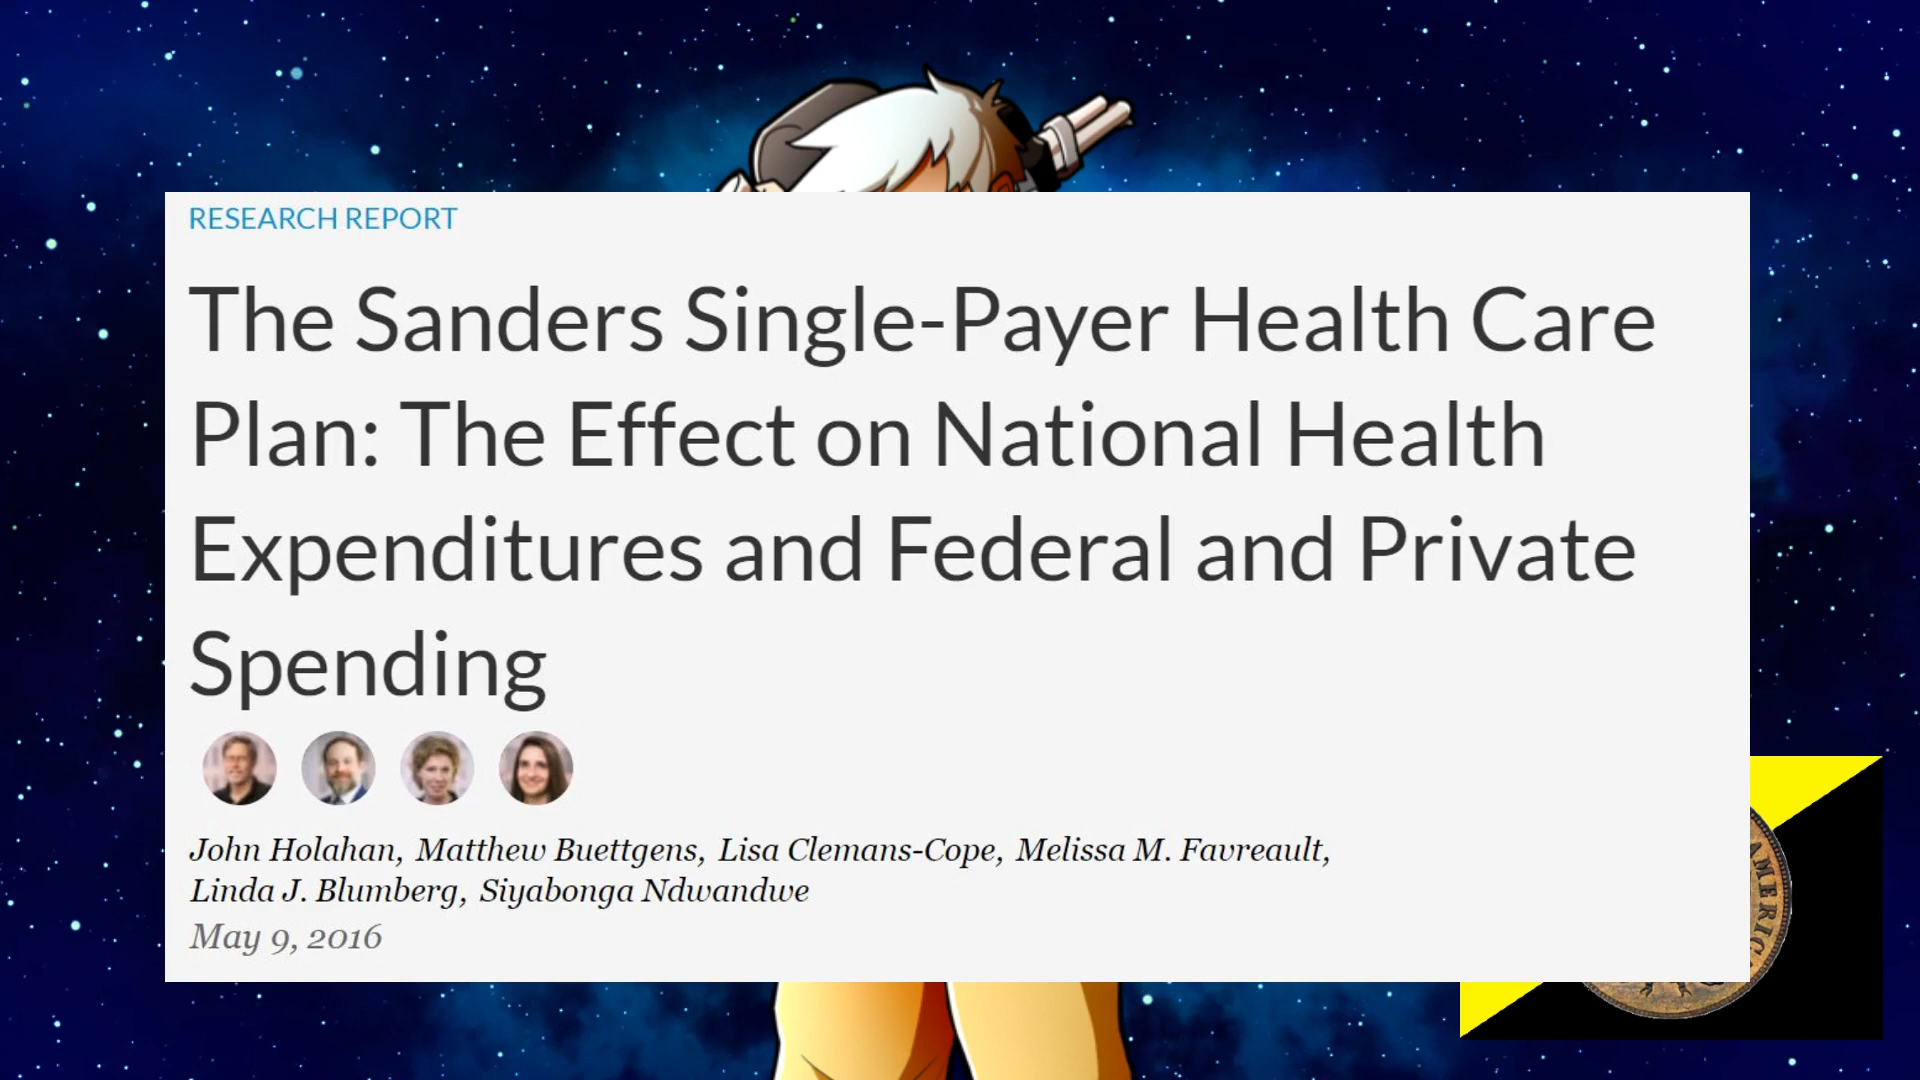 RESEARCH REPORT
The Sanders Single-Payer Health Care
Plan: The Effect on National Health
Expenditures and Federal and Private
Spending
John Holahan, Matthew Buettgens, Lisa Clemans-Cope, Melissa M. Favreault,
Linda J. Blumberg, Siyabonga Ndwandwe
May 9, 2016